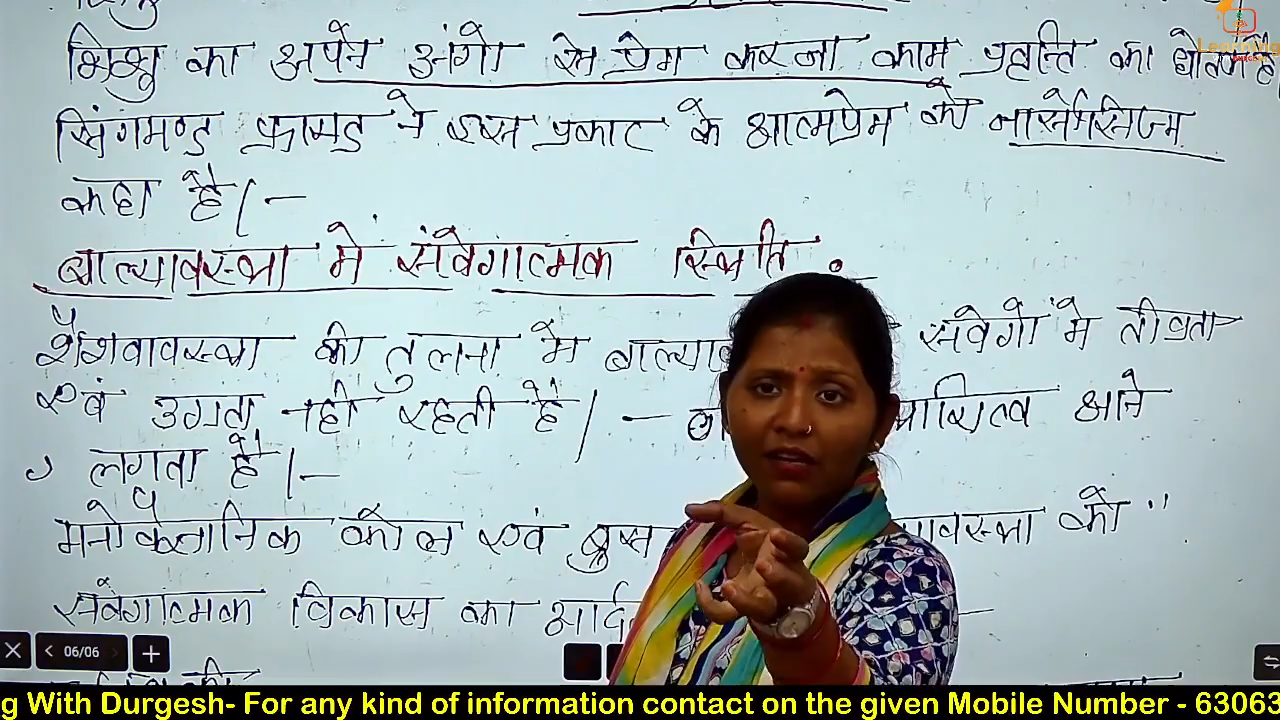 शिशु का अपने अंगो से प्रेम करना काम प्रवृत्ति का द्योतक है
सिगमण्ड फ्रायड ने इस प्रकार के आत्मप्रेम को नार्सिसिज्म
कहा है।-
बाल्यावस्था में संवेगात्मक स्थिति :
शैशवावस्था की तुलना में संवेगो में तीव्रता
एवं उग्रता नही रहती है। - आने
लगता है।-
मनोवैज्ञानिक कोल एवं ब्रुस को "
संवेगात्मक विकास का
Learning
06/06
g With Durgesh- For any kind of information contact on the given Mobile Number - 63063